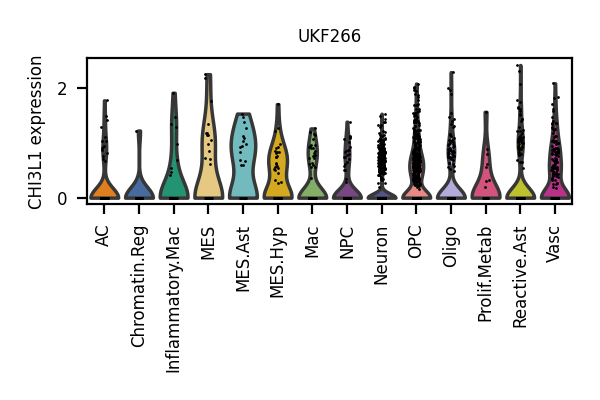 UKF266
CHI3L1 expression
2
0
AC
Chromatin.Reg
Inflammatory.Mac
MES
MES.Ast
MES.Hyp
Mac
NPC
Neuron
OPC
Oligo
Prolif.Metab
Reactive.Ast
Vasc